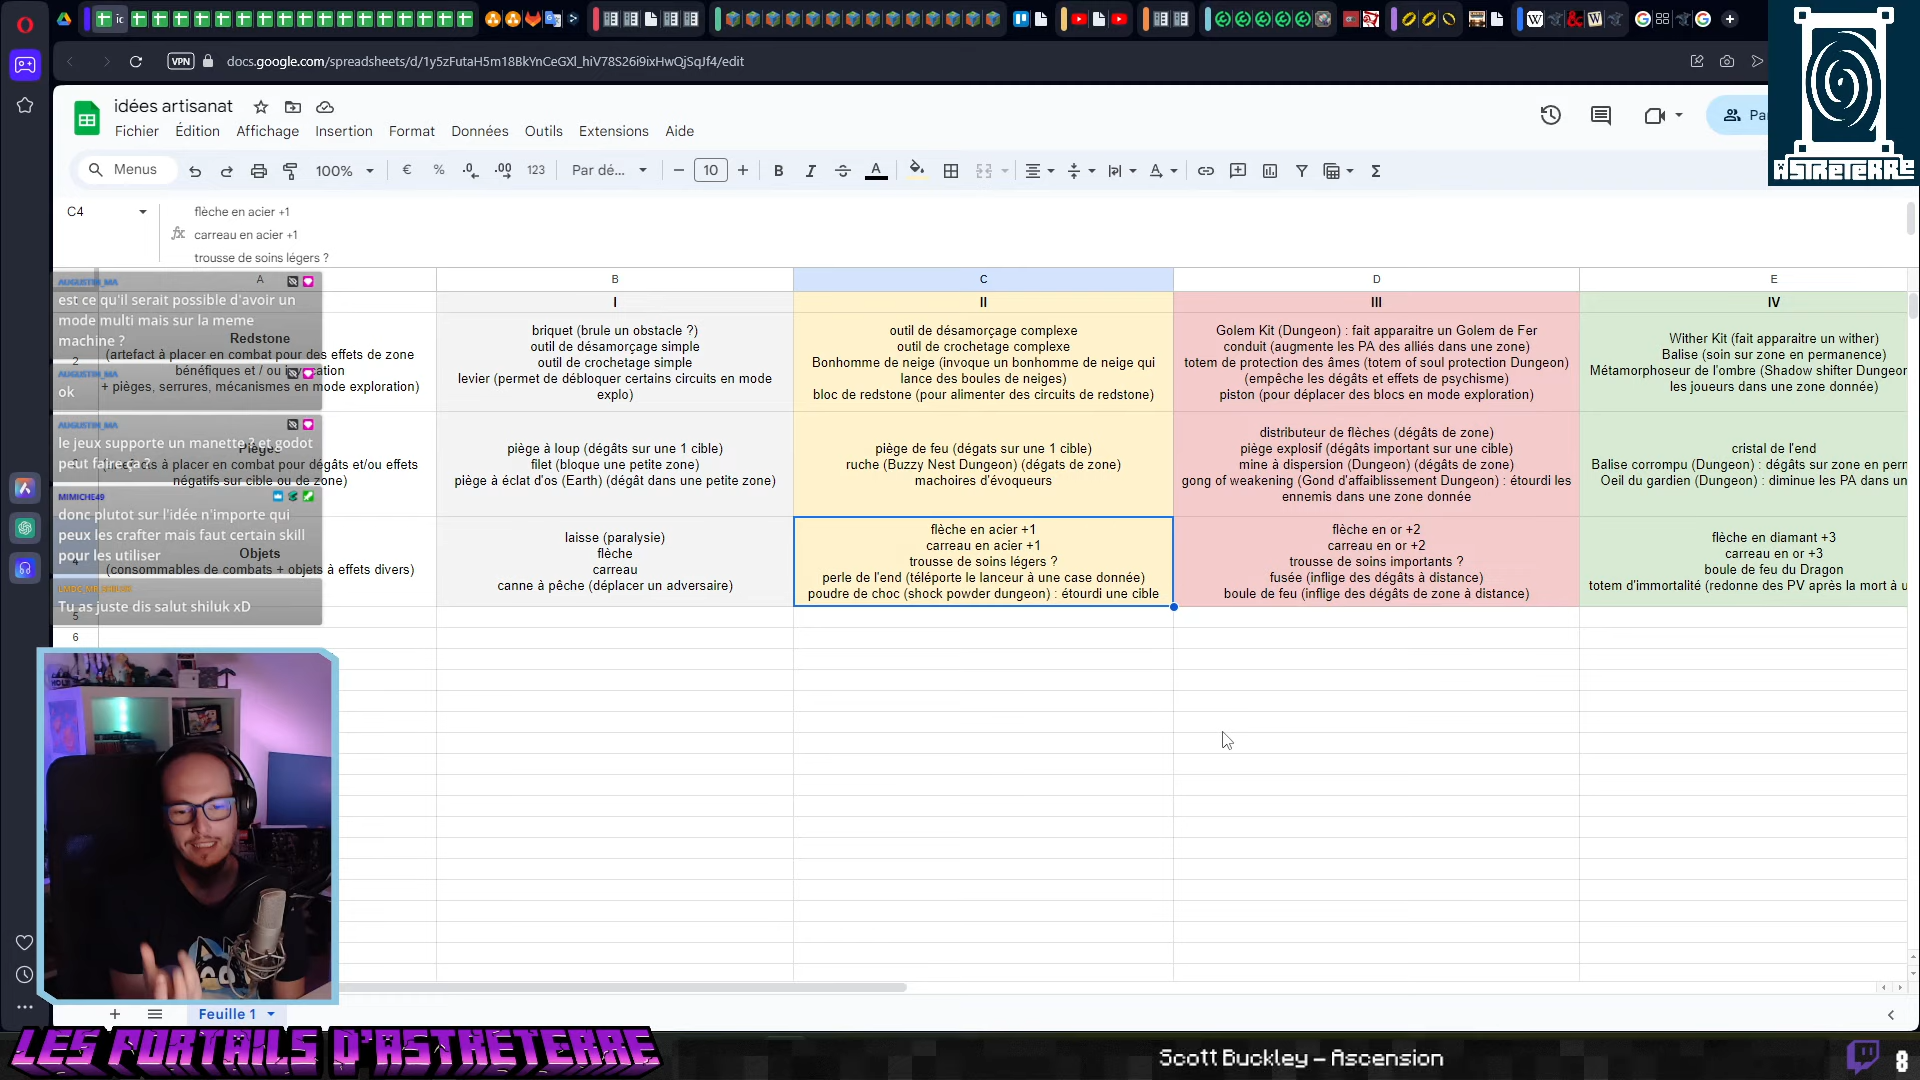 VPN docs.google.com/spreadsheets/d/1y5zFutaH5m18BkYnCeGXl_hiV78S26i9ixHwQjSqJf4/edit
idées artisanat
Fichier Édition Affichage Insertion Format Données Outils Extensions Aide
Menus 100% € % .0 .00 123 Par dé... 10
C4
flèche en acier +1
carreau en acier +1
trousse de soins légers ?
A B C D E
I II III IV
2
Redstone
(artefact à placer en combat pour des effets de zone
bénéfiques et / ou
+ pièges, serrures, mécanismes en mode exploration)
briquet (brule un obstacle ?)
outil de désamorçage simple
outil de crochetage simple
levier (permet de débloquer certains circuits en mode
explo)
outil de désamorçage complexe
outil de crochetage complexe
Bonhomme de neige (invoque un bonhomme de neige qui
lance des boules de neiges)
bloc de redstone (pour alimenter des circuits de redstone)
Golem Kit (Dungeon) : fait apparaitre un Golem de Fer
conduit (augmente les PA des alliés dans une zone)
totem de protection des âmes (totem of soul protection Dungeon)
(empêche les dégâts et effets de psychisme)
piston (pour déplacer des blocs en mode exploration)
Wither Kit (fait apparaitre un wither)
Balise (soin sur zone en permanence)
Métamorphoseur de l'ombre (Shadow shifter Dungeon
les joueurs dans une zone donnée)
à placer en combat pour dégâts et/ou effets
négatifs sur cible ou de zone)
piège à loup (dégâts sur une 1 cible)
filet (bloque une petite zone)
piège à éclat d'os (Earth) (dégât dans une petite zone)
piège de feu (dégats sur une 1 cible)
ruche (Buzzy Nest Dungeon) (dégats de zone)
machoires d'évoqueurs
distributeur de flèches (dégâts de zone)
piège explosif (dégâts important sur une cible)
mine à dispersion (Dungeon) (dégâts de zone)
gong of weakening (Gond d'affaiblissement Dungeon) : étourdi les
ennemis dans une zone donnée
cristal de l'end
Balise corrompu (Dungeon) : dégâts sur zone en perm
Oeil du gardien (Dungeon) : diminue les PA dans un
4
Objets
(consommables de combats + objets à effets divers)
laisse (paralysie)
flèche
carreau
canne à pêche (déplacer un adversaire)
flèche en acier +1
carreau en acier +1
trousse de soins légers ?
perle de l'end (téléporte le lanceur à une case donnée)
poudre de choc (shock powder dungeon) : étourdi une cible
flèche en or +2
carreau en or +2
trousse de soins importants ?
fusée (inflige des dégâts à distance)
boule de feu (inflige des dégâts de zone à distance)
flèche en diamant +3
carreau en or +3
boule de feu du Dragon
totem d'immortalité (redonne des PV après la mort à u
5
6
AUGUSTIN_MA
est ce qu'il serait possible d'avoir un
mode multi mais sur la meme
machine ?
AUGUSTIN_MA
ok
AUGUSTIN_MA
le jeux supporte un manette ? et godot
peut faire ça ?
MIMICHE49
donc plutot sur l'idée n'importe qui
peux les crafter mais faut certain skill
pour les utiliser
Tu as juste dis salut shiluk xD
Feuille 1
ASTRETERRE
LES PORTAILS D'ASTRETERRE
Scott Buckley – Ascension
8